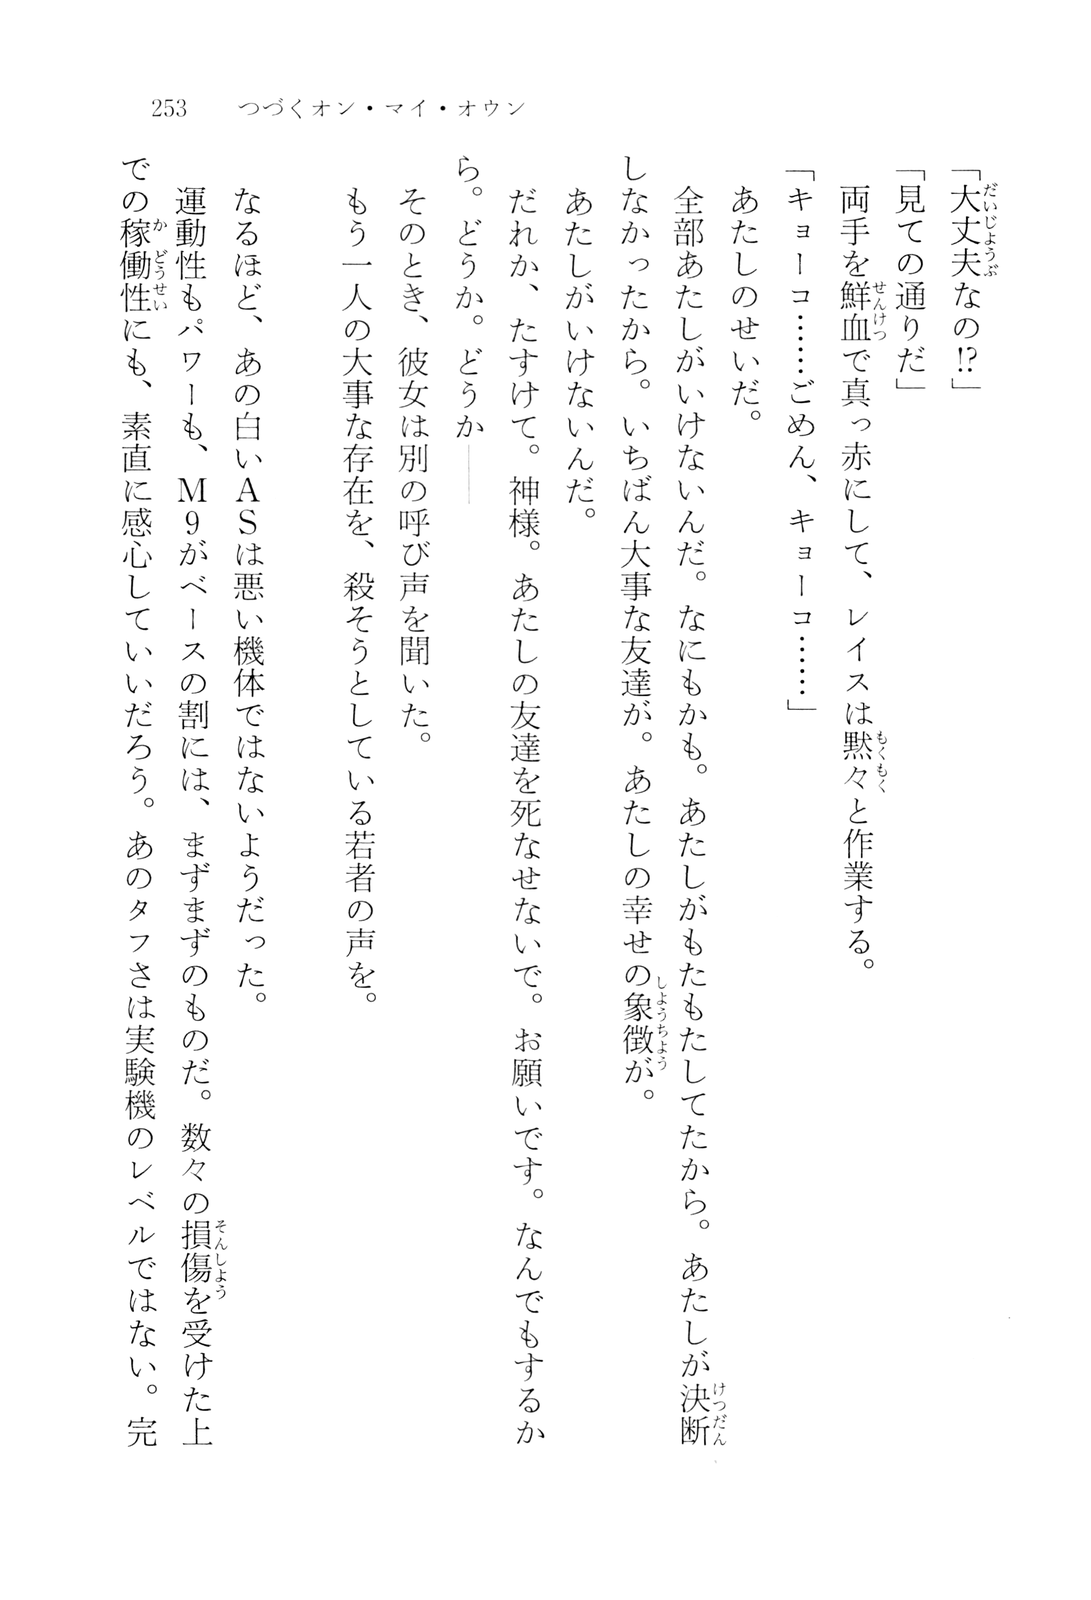 253　つづくオン・マイ・オウン
「大丈夫なの!?」
「見ての通りだ」
　両手を鮮血で真っ赤にして、レイスは黙々と作業する。
「キョーコ……ごめん、キョーコ……」
　あたしのせいだ。
　全部あたしがいけないんだ。なにもかも。あたしがもたもたしてたから。あたしが決断
しなかったから。いちばん大事な友達が。あたしの幸せの象徴が。
　あたしがいけないんだ。
　だれか、たすけて。神様。あたしの友達を死なせないで。お願いです。なんでもするか
ら。どうか。どうか――
　そのとき、彼女は別の呼び声を聞いた。
　もう一人の大事な存在を、殺そうとしている若者の声を。
　なるほど、あの白いASは悪い機体ではないようだった。
　運動性もパワーも、M9がベースの割には、まずまずのものだ。数々の損傷を受けた上
での稼働性にも、素直に感心していいだろう。あのタフさは実験機のレベルではない。完